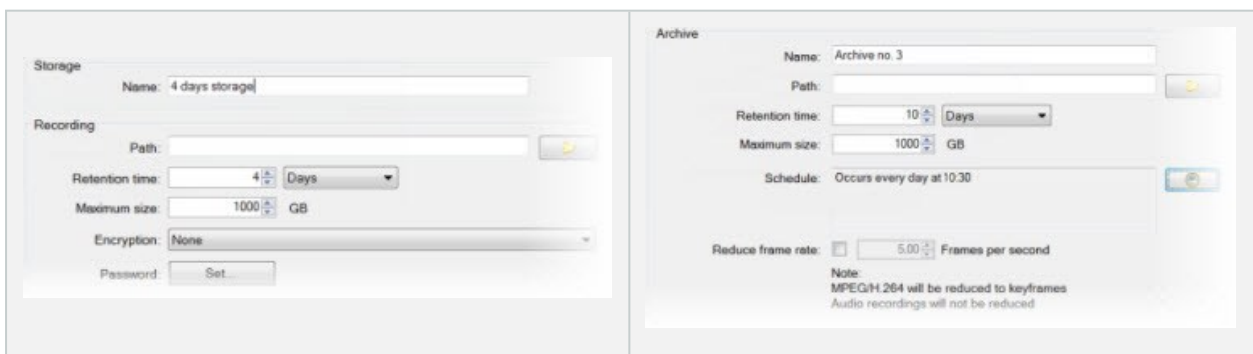 Storage
Name: 4 days storage
Recording
Path:
Retention time: 4 Days
Maximum size: 1000 GB
Encryption: None
Password: Set...
Archive
Name: Archive no. 3
Path:
Retention time: 10 Days
Maximum size: 1000 GB
Schedule: Occurs every day at 10:30
Reduce frame rate: 5.00 Frames per second
Note:
MPEG/H.264 will be reduced to keyframes
Audio recordings will not be reduced